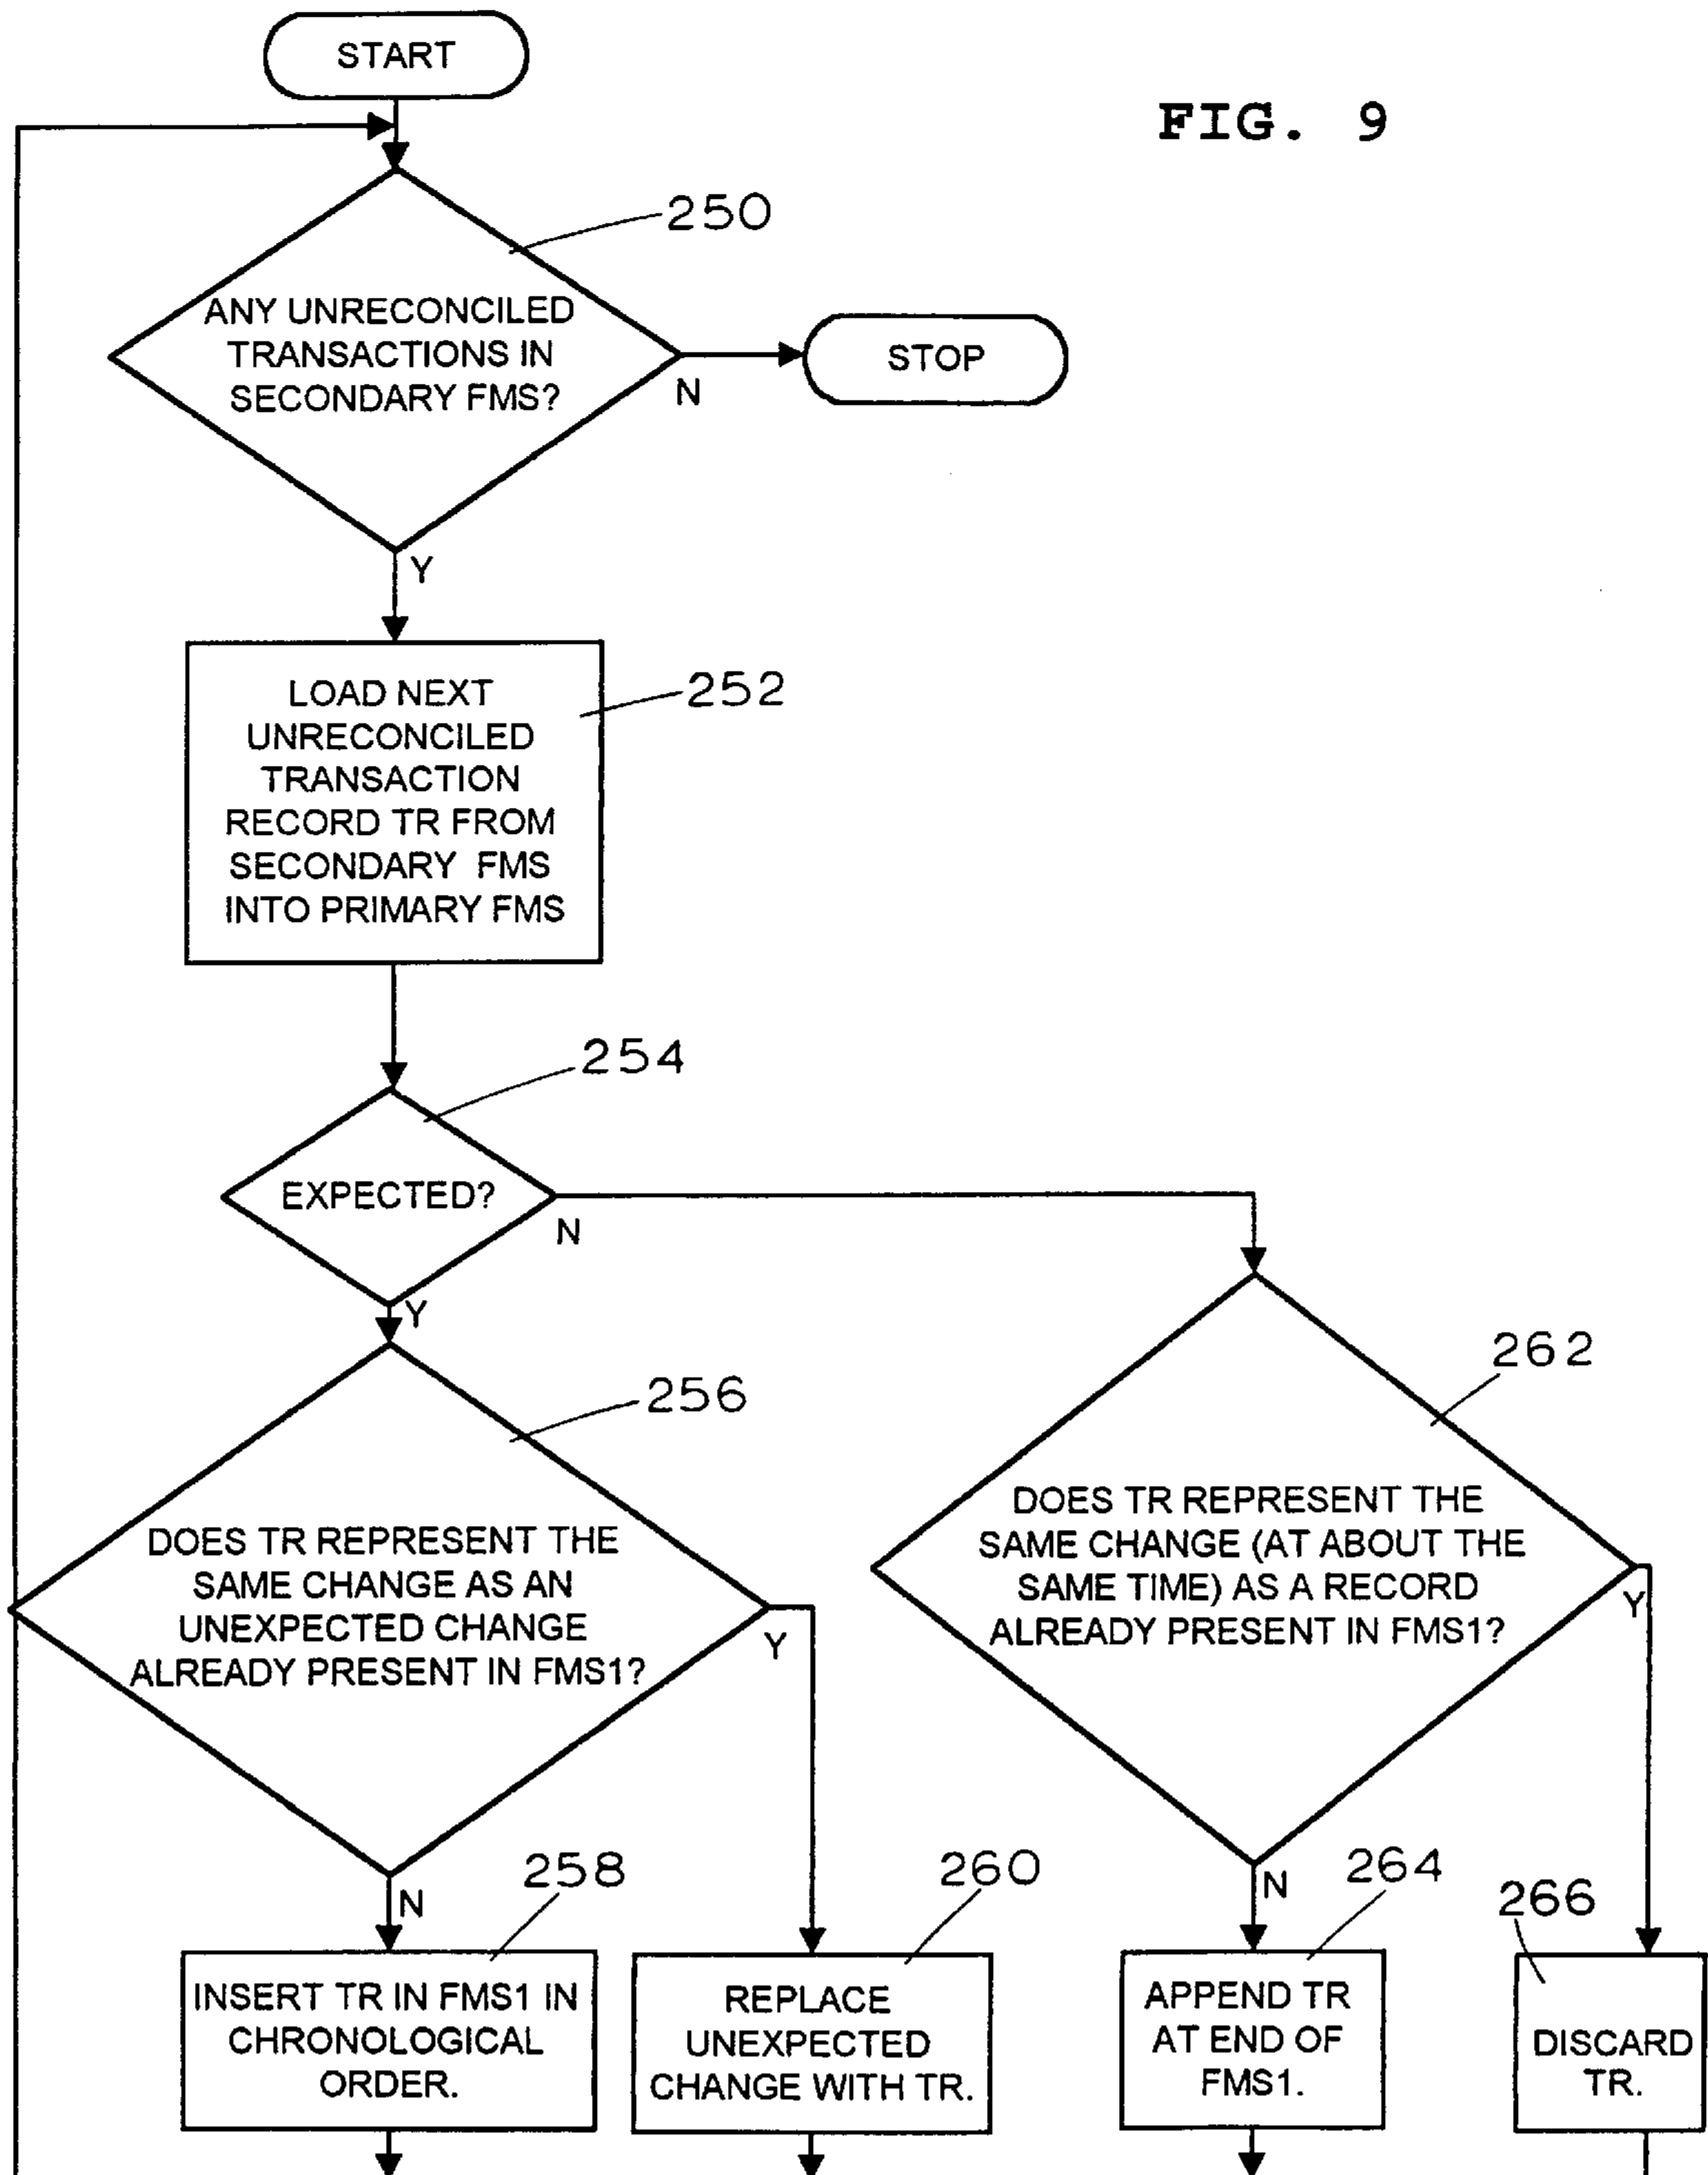 START
FIG. 9
250
ANY UNRECONCILED
TRANSACTIONS IN
SECONDARY FMS?
N
STOP
Y
252
LOAD NEXT
UNRECONCILED
TRANSACTION
RECORD TR FROM
SECONDARY FMS
INTO PRIMARY FMS
254
EXPECTED?
N
Y
256
DOES TR REPRESENT THE
SAME CHANGE AS AN
UNEXPECTED CHANGE
ALREADY PRESENT IN FMS1?
Y
N
262
DOES TR REPRESENT THE
SAME CHANGE (AT ABOUT THE
SAME TIME) AS A RECORD
ALREADY PRESENT IN FMS1?
Y
N
258
INSERT TR IN FMS1 IN
CHRONOLOGICAL
ORDER.
260
REPLACE
UNEXPECTED
CHANGE WITH TR.
264
APPEND TR
AT END OF
FMS1.
266
DISCARD
TR.